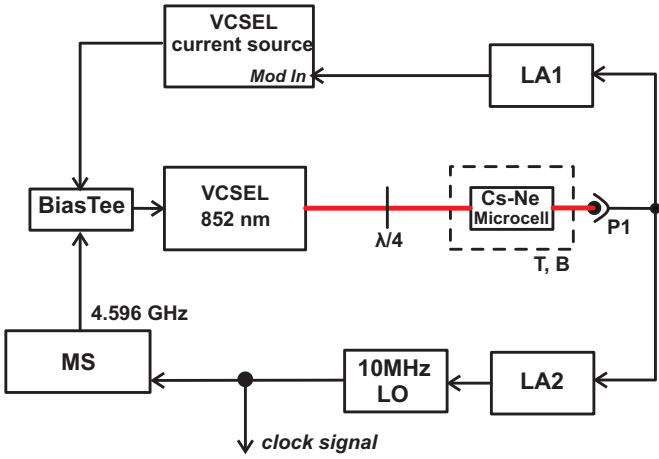 VCSEL
current source
Mod In
LA1
BiasTee
VCSEL
852 nm
λ/4
Cs-Ne
Microcell
P1
T, B
4.596 GHz
MS
10MHz
LO
LA2
clock signal